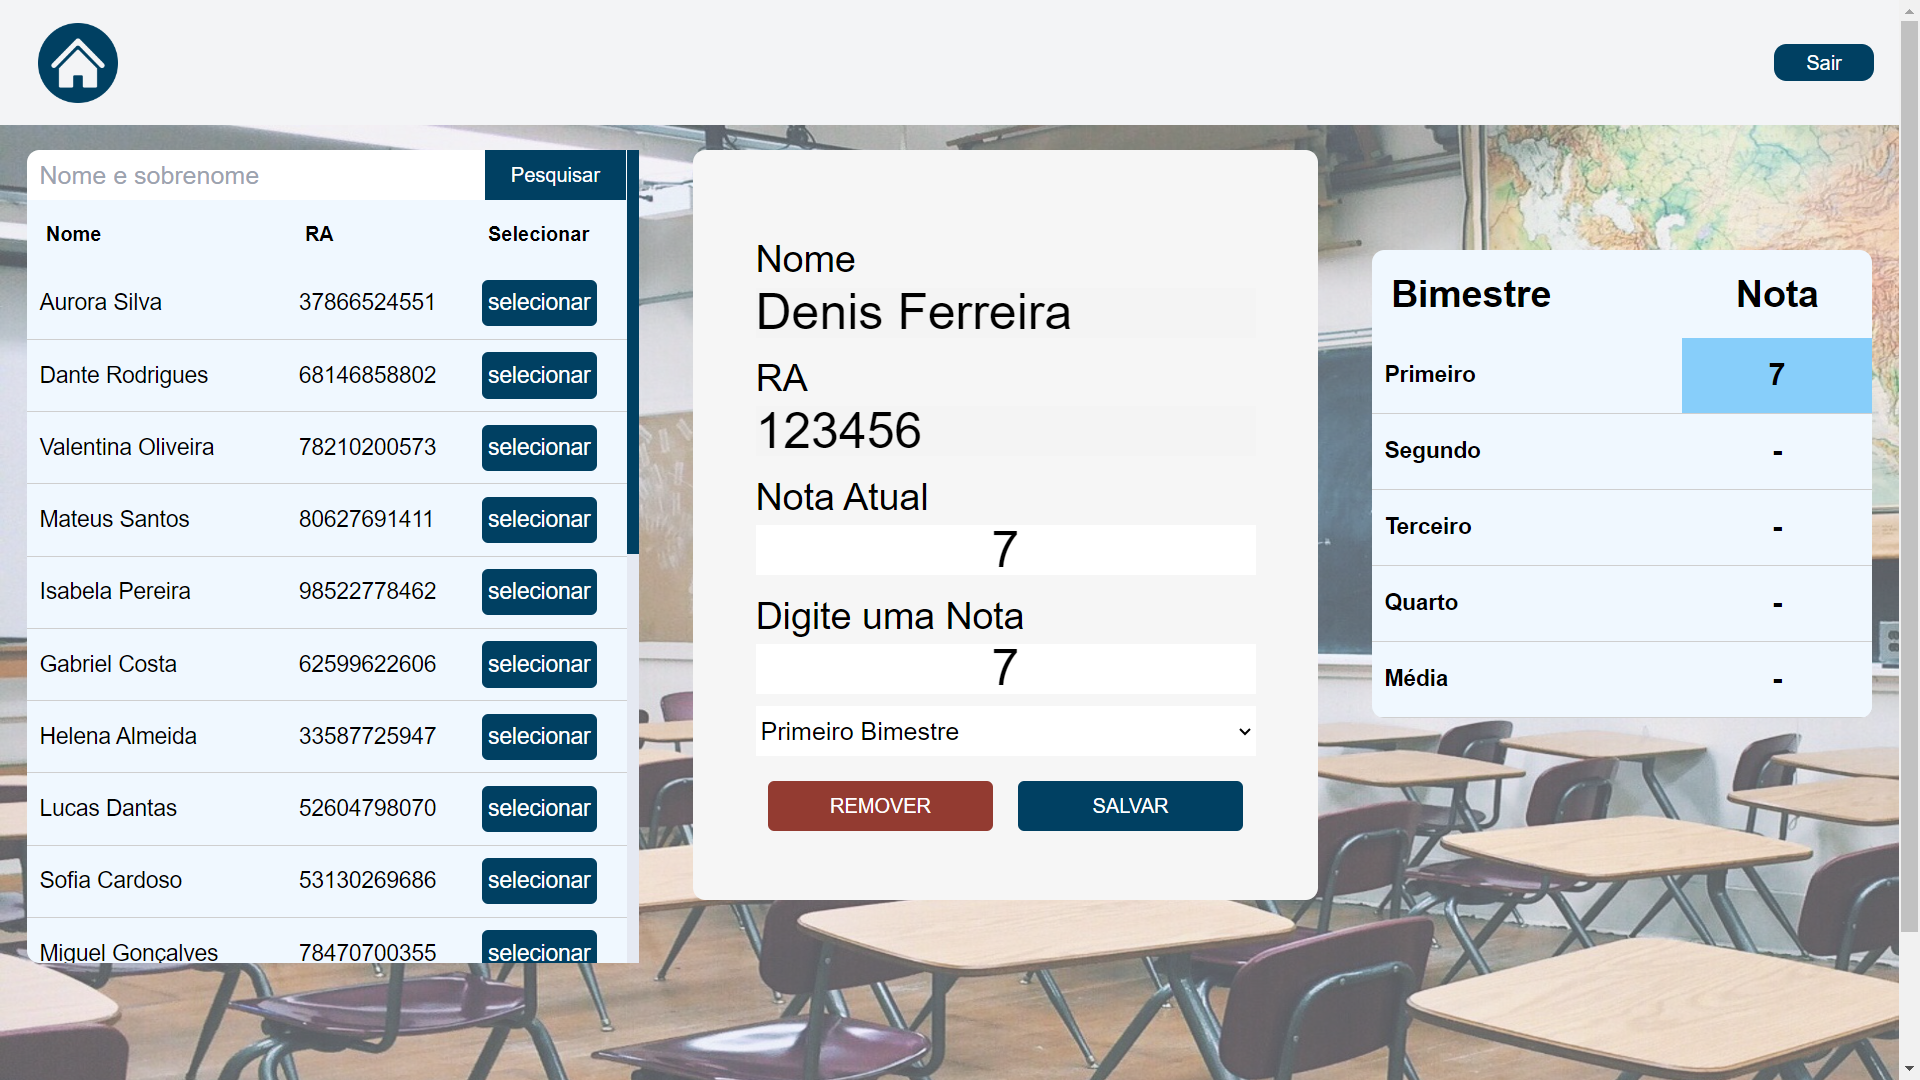 Sair
Nome e sobrenome Pesquisar
Nome RA Selecionar
Aurora Silva 37866524551 selecionar
Dante Rodrigues 68146858802 selecionar
Valentina Oliveira 78210200573 selecionar
Mateus Santos 80627691411 selecionar
Isabela Pereira 98522778462 selecionar
Gabriel Costa 62599622606 selecionar
Helena Almeida 33587725947 selecionar
Lucas Dantas 52604798070 selecionar
Sofia Cardoso 53130269686 selecionar
Miguel Gonçalves 78470700355 selecionar
Nome
Denis Ferreira
RA
123456
Nota Atual
7
Digite uma Nota
7
Primeiro Bimestre
REMOVER SALVAR
Bimestre Nota
Primeiro 7
Segundo -
Terceiro -
Quarto -
Média -